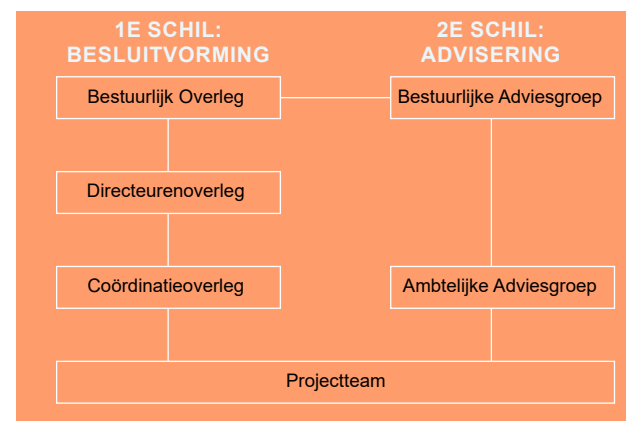 1E SCHIL:
BESLUITVORMING
2E SCHIL:
ADVISERING
Bestuurlijk Overleg
Bestuurlijke Adviesgroep
Directeurenoverleg
Coördinatieoverleg
Ambtelijke Adviesgroep
Projectteam